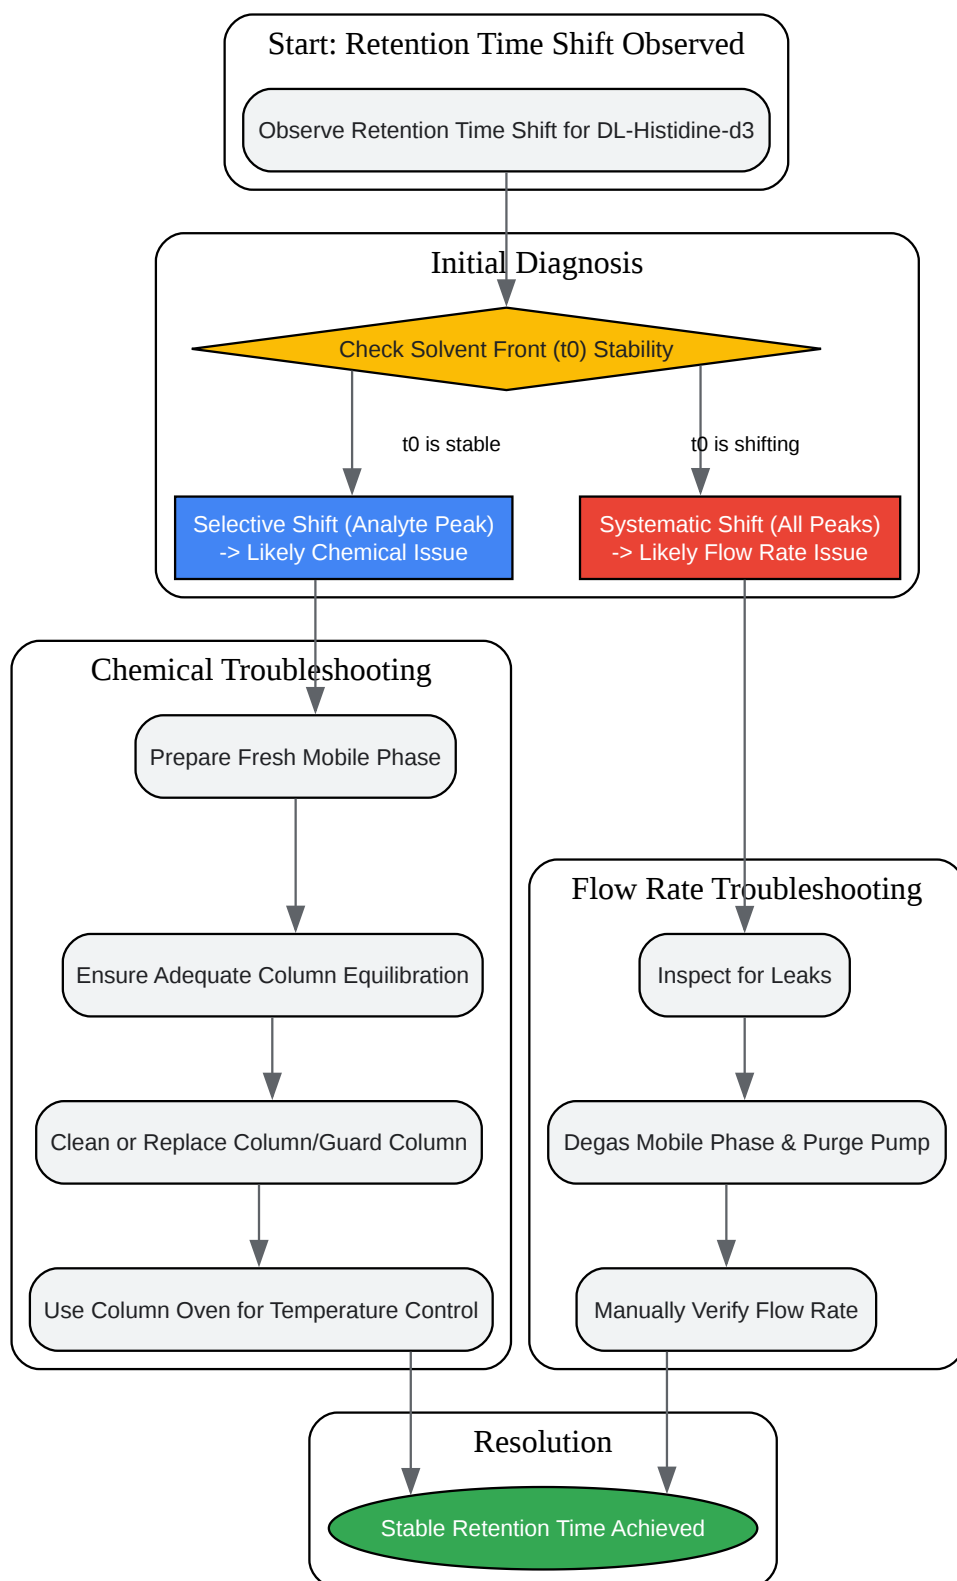 Start: Retention Time Shift Observed
Observe Retention Time Shift for DL-Histidine-d3
Initial Diagnosis
Check Solvent Front (t0) Stability
t0 is stable
t0 is shifting
Selective Shift (Analyte Peak)
-> Likely Chemical Issue
Systematic Shift (All Peaks)
-> Likely Flow Rate Issue
Chemical Troubleshooting
Prepare Fresh Mobile Phase
Ensure Adequate Column Equilibration
Clean or Replace Column/Guard Column
Use Column Oven for Temperature Control
Flow Rate Troubleshooting
Inspect for Leaks
Degas Mobile Phase & Purge Pump
Manually Verify Flow Rate
Resolution
Stable Retention Time Achieved